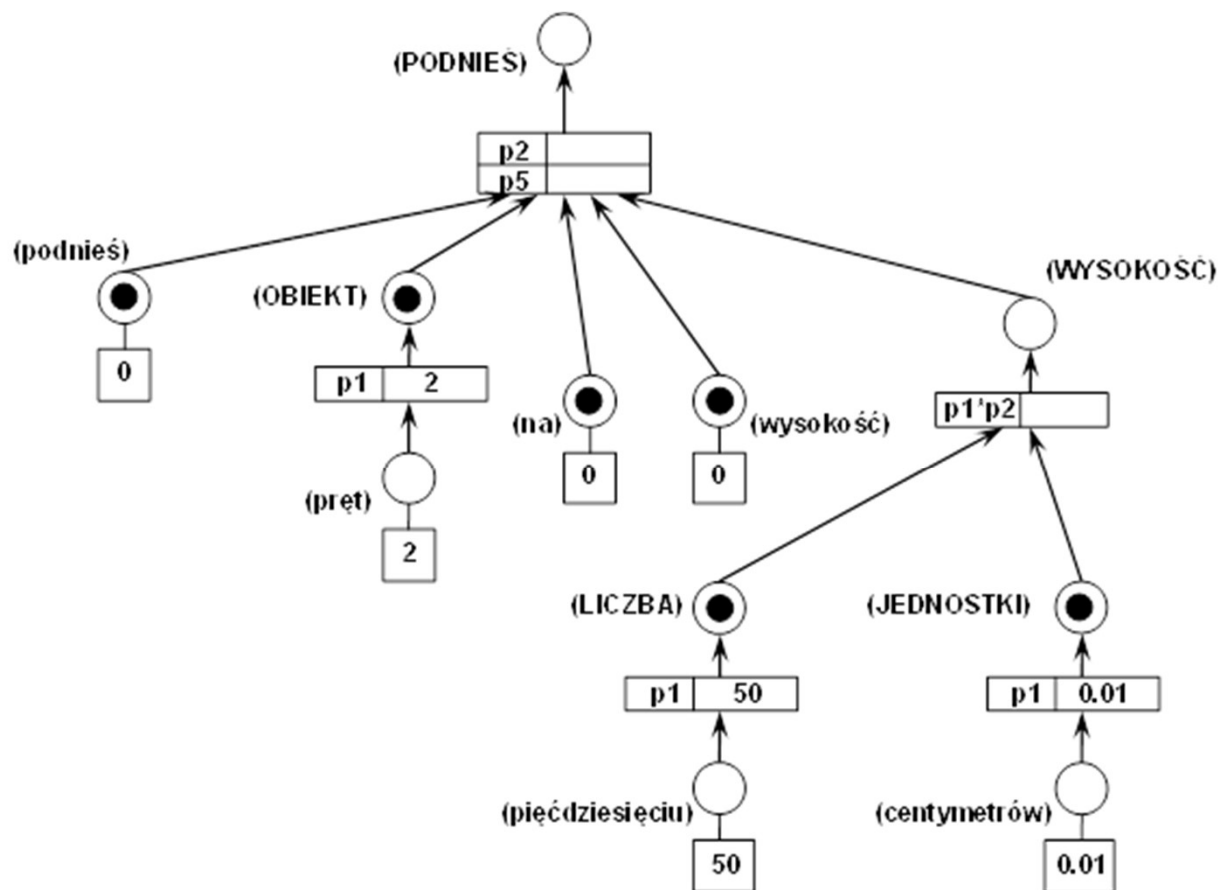 (PODNIEŚ)
p2
p5
(podnieś)
(OBIEKT)
(WYSOKOŚĆ)
0
p1 2
(na)
(wysokość)
p1*p2
(pręt)
0
0
2
(LICZBA)
(JEDNOSTKI)
p1 50
p1 0.01
(pięćdziesięciu)
(centymetrów)
50
0.01